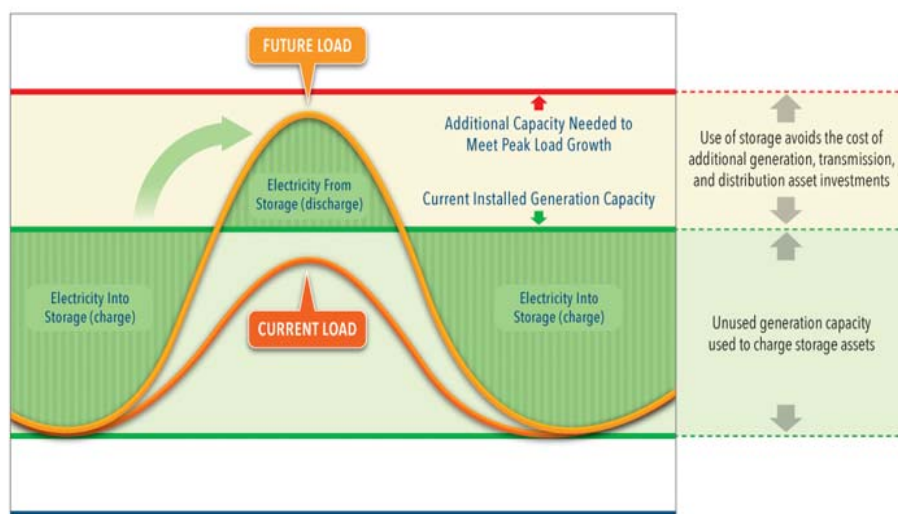 FUTURE LOAD
Additional Capacity Needed to
Meet Peak Load Growth
Use of storage avoids the cost of
additional generation, transmission,
and distribution asset investments
Electricity From
Storage (discharge)
Current Installed Generation Capacity
Electricity Into
Storage (charge)
CURRENT LOAD
Electricity Into
Storage (charge)
Unused generation capacity
used to charge storage assets